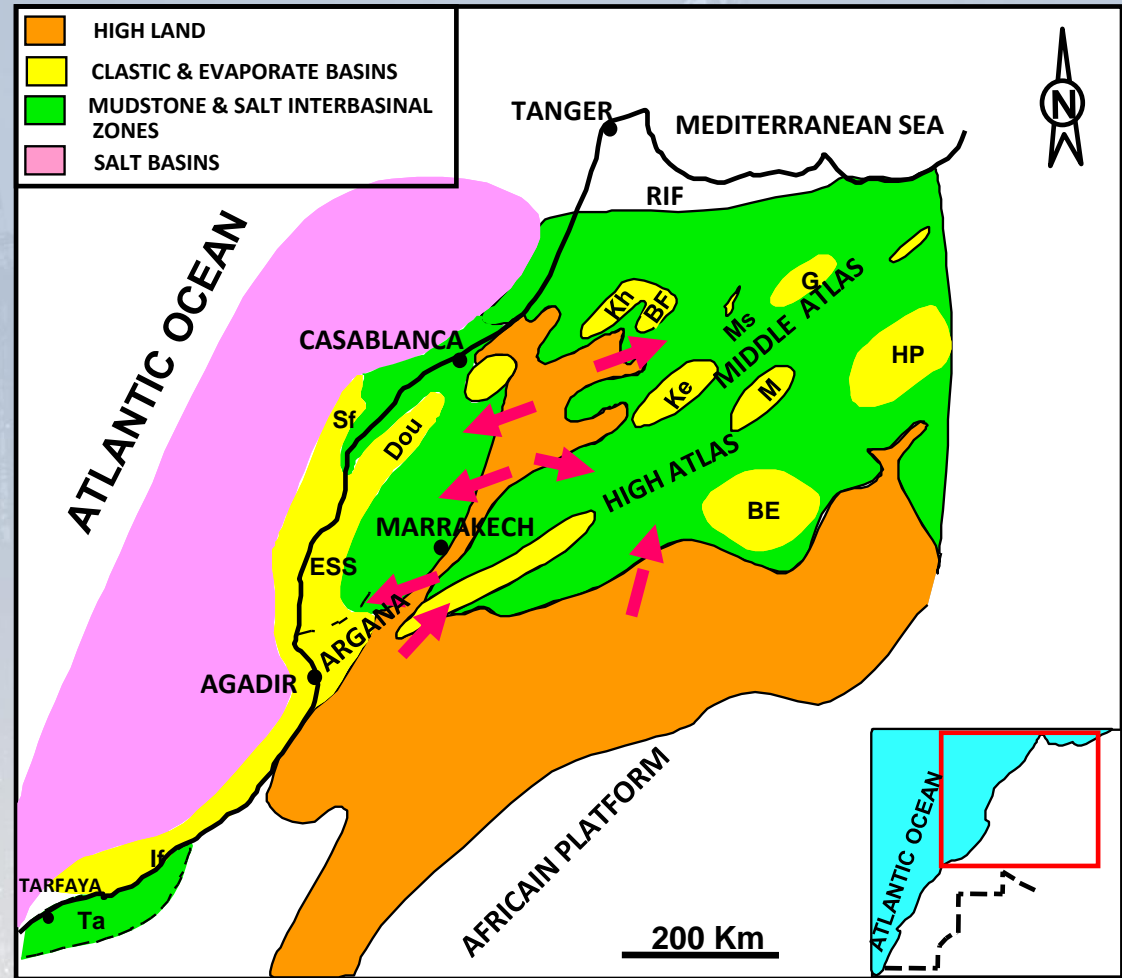 HIGH LAND
CLASTIC & EVAPORATE BASINS
MUDSTONE & SALT INTERBASINAL
ZONES
SALT BASINS
N
TANGER
MEDITERRANEAN SEA
RIF
ATLANTIC OCEAN
G
Kh
BF
Ms
MIDDLE ATLAS
CASABLANCA
HP
Ke
M
Sf
Dou
HIGH ATLAS
BE
MARRAKECH
ESS
ARGANA
AGADIR
AFRICAIN PLATFORM
If
TARFAYA
Ta
200 Km
ATLANTIC OCEAN